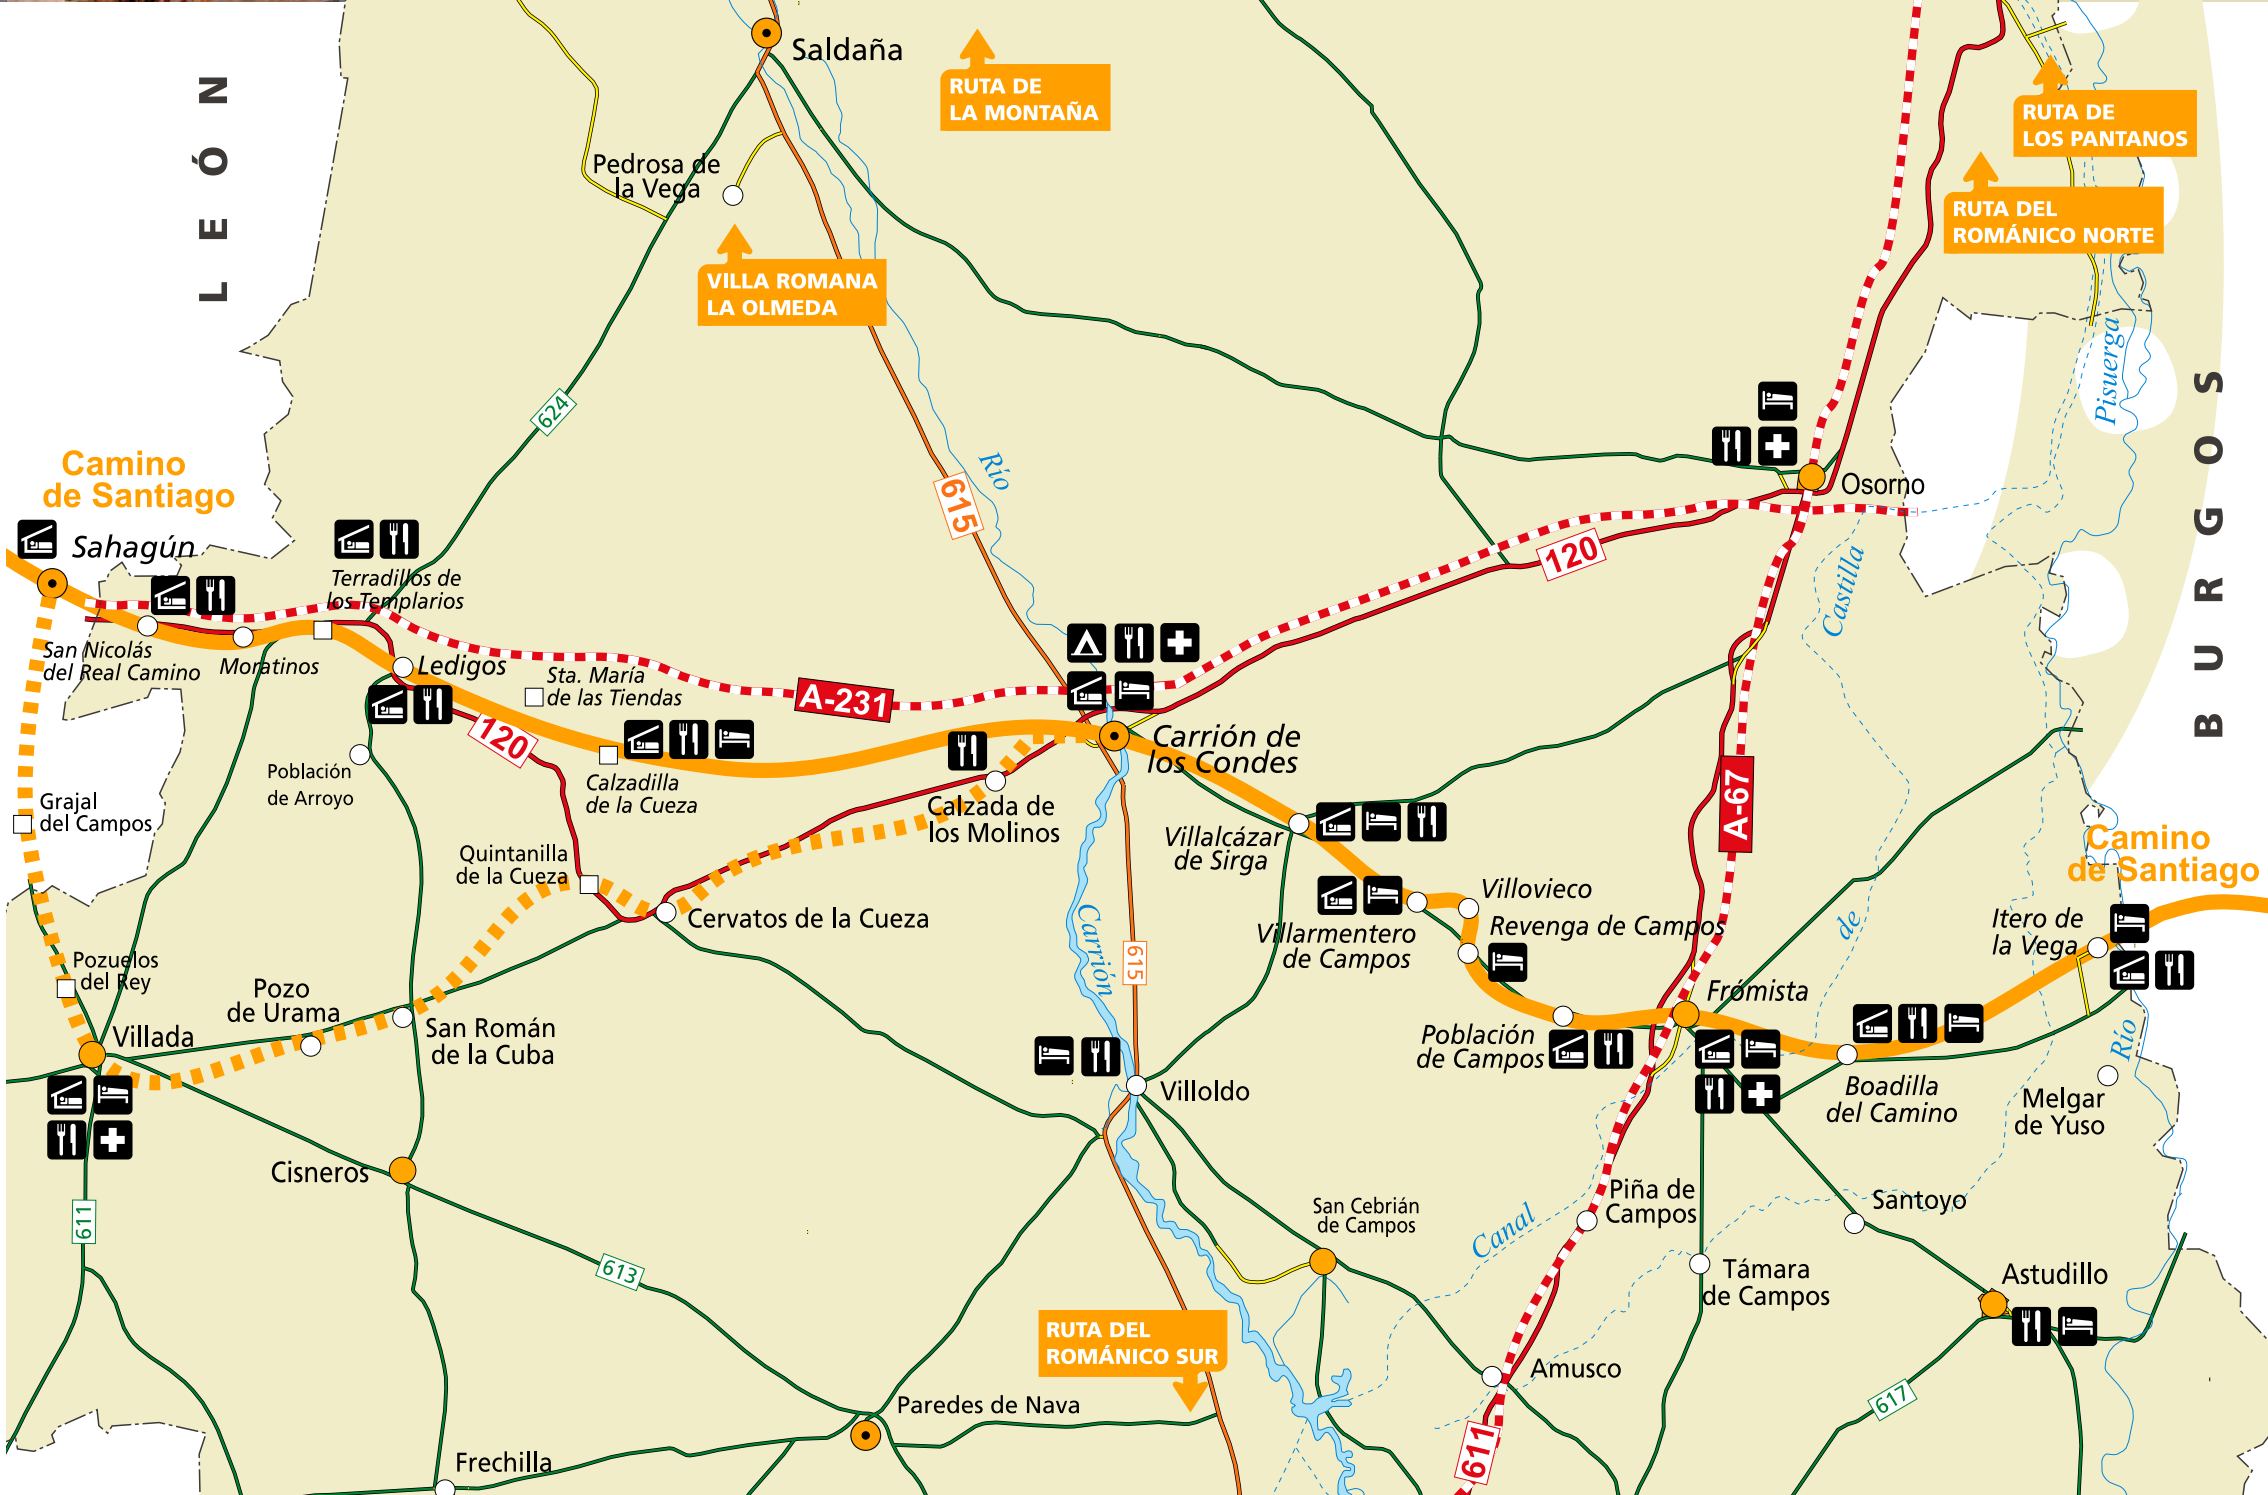 Saldaña
RUTA DE
LA MONTAÑA
RUTA DE
LOS PANTANOS
LEÓN
Pedrosa de
la Vega
RUTA DEL
ROMÁNICO NORTE
VILLA ROMANA
LA OLMEDA
Pisuerga
BURGOS
624
Camino
de Santiago
Río
615
Osorno
Sahagún
120
Castilla
Terradillos de
los Templarios
San Nicolás
del Real Camino
Moratinos
Ledigos
Sta. María
de las Tiendas
A-231
120
Carrión de
los Condes
Población
de Arroyo
Calzadilla
de la Cueza
Grajal
del Campos
Calzada de
los Molinos
A-67
Villalcázar
de Sirga
Camino
de Santiago
Quintanilla
de la Cueza
Cervatos de la Cueza
Villovieco
Revenga de Campos
Villarmentero
de Campos
de
Itero de
la Vega
Carrión
615
Pozuelos
del Rey
Pozo
de Urama
Frómista
Villada
San Román
de la Cuba
Población
de Campos
Río
Villoldo
Boadilla
del Camino
Melgar
de Yuso
Cisneros
611
San Cebrián
de Campos
Canal
Piña de
Campos
Santoyo
613
Támara
de Campos
Astudillo
RUTA DEL
ROMÁNICO SUR
Amusco
Paredes de Nava
617
Frechilla
611